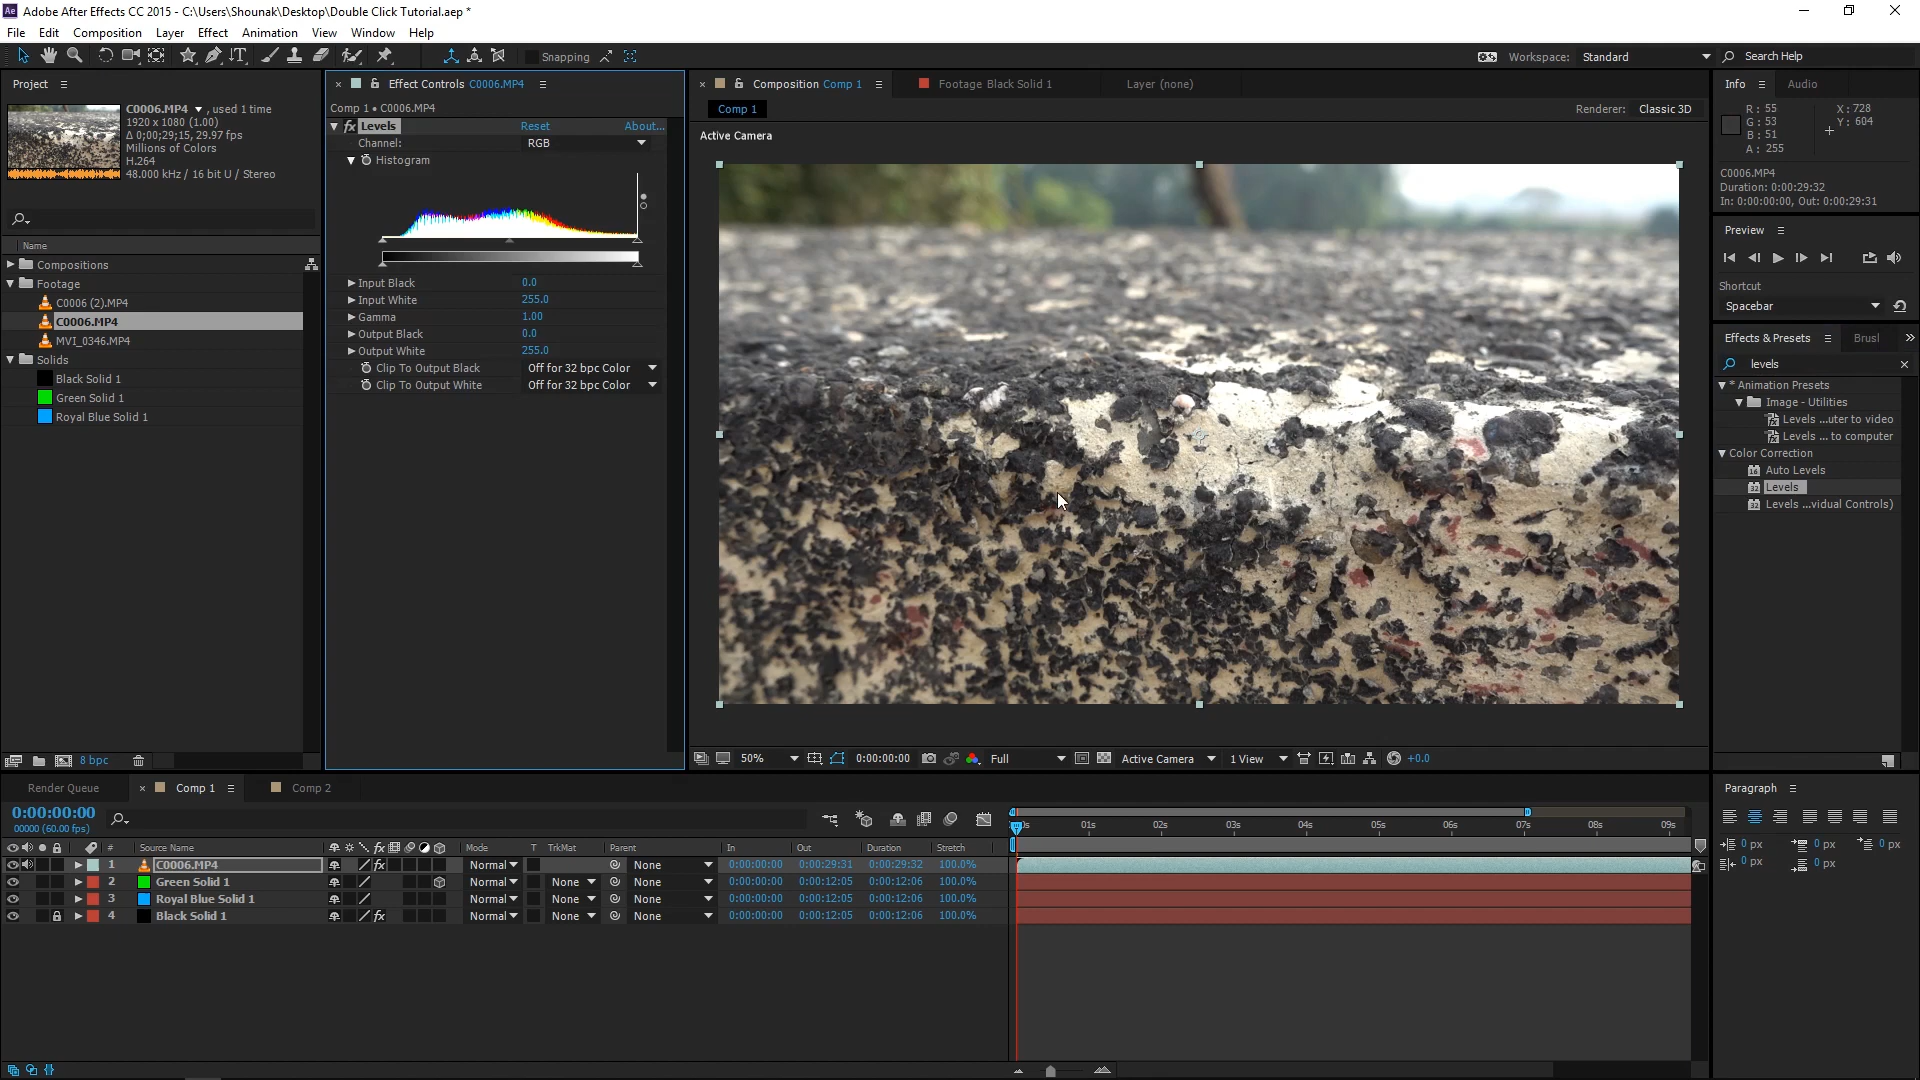 Adobe After Effects CC 2015 - C:\Users\Shounak\Desktop\Double Click Tutorial.aep *
File Edit Composition Layer Effect Animation View Window Help
Snapping
Workspace: Standard
Search Help
Project
C0006.MP4 , used 1 time
1920 x 1080 (1.00)
Δ 0;00;29;15, 29.97 fps
Millions of Colors
H.264
48.000 kHz / 16 bit U / Stereo
Name
Compositions
Footage
C0006 (2).MP4
C0006.MP4
MVI_0346.MP4
Solids
Black Solid 1
Green Solid 1
Royal Blue Solid 1
8 bpc
Effect Controls C0006.MP4
Comp 1 • C0006.MP4
fx Levels Reset About...
Channel: RGB
Histogram
Input Black 0.0
Input White 255.0
Gamma 1.00
Output Black 0.0
Output White 255.0
Clip To Output Black Off for 32 bpc Color
Clip To Output White Off for 32 bpc Color
Composition Comp 1 Footage Black Solid 1 Layer (none)
Comp 1 Renderer: Classic 3D
Active Camera
50% 0:00:00:00 Full Active Camera 1 View +0.0
Info Audio
R : 55 X : 728
G : 53 Y : 604
B : 51
A : 255
C0006.MP4
Duration: 0:00:29:32
In: 0:00:00:00, Out: 0:00:29:31
Preview
Shortcut
Spacebar
Effects & Presets Brusl
levels
* Animation Presets
Image - Utilities
Levels ...uter to video
Levels ... to computer
Color Correction
Auto Levels
Levels
Levels ...vidual Controls)
Render Queue Comp 1 Comp 2
0:00:00:00
00000 (60.00 fps)
0s 01s 02s 03s 04s 05s 06s 07s 08s 09s
# Source Name fx Mode T TrkMat Parent In Out Duration Stretch
1 C0006.MP4 fx Normal None 0:00:00:00 0:00:29:31 0:00:29:32 100.0%
2 Green Solid 1 Normal None None 0:00:00:00 0:00:12:05 0:00:12:06 100.0%
3 Royal Blue Solid 1 Normal None None 0:00:00:00 0:00:12:05 0:00:12:06 100.0%
4 Black Solid 1 fx Normal None None 0:00:00:00 0:00:12:05 0:00:12:06 100.0%
Paragraph
0 px 0 px 0 px
0 px 0 px